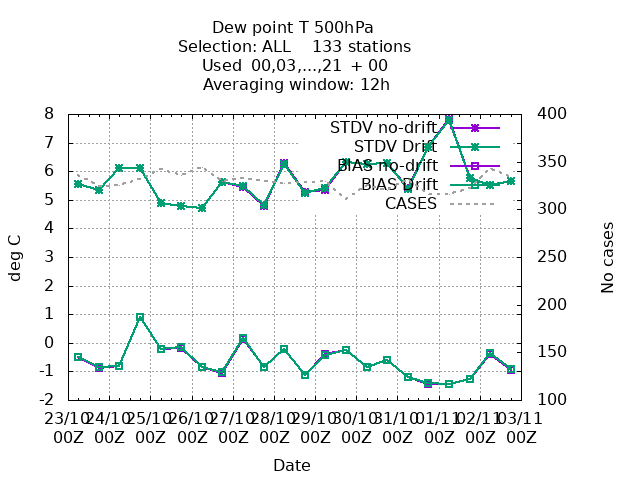 Dew point T 500hPa
Selection: ALL 133 stations
Used 00,03,...,21 + 00
Averaging window: 12h
8 400
STDV no-drift
7 STDV Drift
350
6 BIAS no-drift
BIAS Drift
5 CASES 300
4
3 250
2
200
1
0 150
-1
-2 100
deg C
No cases
23/10 24/10 25/10 26/10 27/10 28/10 29/10 30/10 31/10 01/11 02/11 03/11
00Z 00Z 00Z 00Z 00Z 00Z 00Z 00Z 00Z 00Z 00Z 00Z
Date